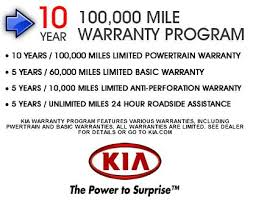 10 YEAR 100,000 MILE WARRANTY PROGRAM
• 10 YEARS / 100,000 MILES LIMITED POWERTRAIN WARRANTY
• 5 YEARS / 60,000 MILES LIMITED BASIC WARRANTY
• 5 YEARS / 10,000 MILES LIMITED ANTI-PERFORATION WARRANTY
• 5 YEARS / UNLIMITED MILES 24 HOUR ROADSIDE ASSISTANCE
KIA WARRANTY PROGRAM FEATURES VARIOUS WARRANTIES, INCLUDING
PWERTRAIN AND BASIC WARRANTIES, ALL WARRANTIES ARE LIMITED. SEE DEALER
FOR DETAILS OR GO TO KIA.COM
KIA
The Power to Surprise™